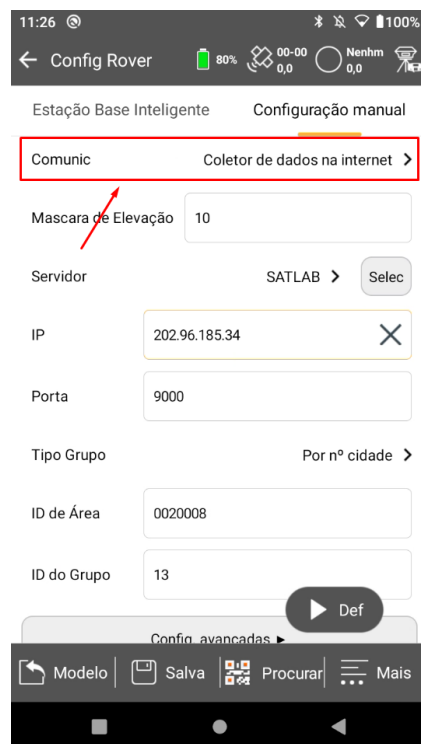 11:26 100%
Config Rover 80% 00-00 0,0 Nenhm 0,0
Estação Base Inteligente Configuração manual
Comunic Coletor de dados na internet
Mascara de Elevação 10
Servidor SATLAB Selec
IP 202.96.185.34
Porta 9000
Tipo Grupo Por nº cidade
ID de Área 0020008
ID do Grupo 13
Def
Config. avançadas
Modelo Salva Procurar Mais